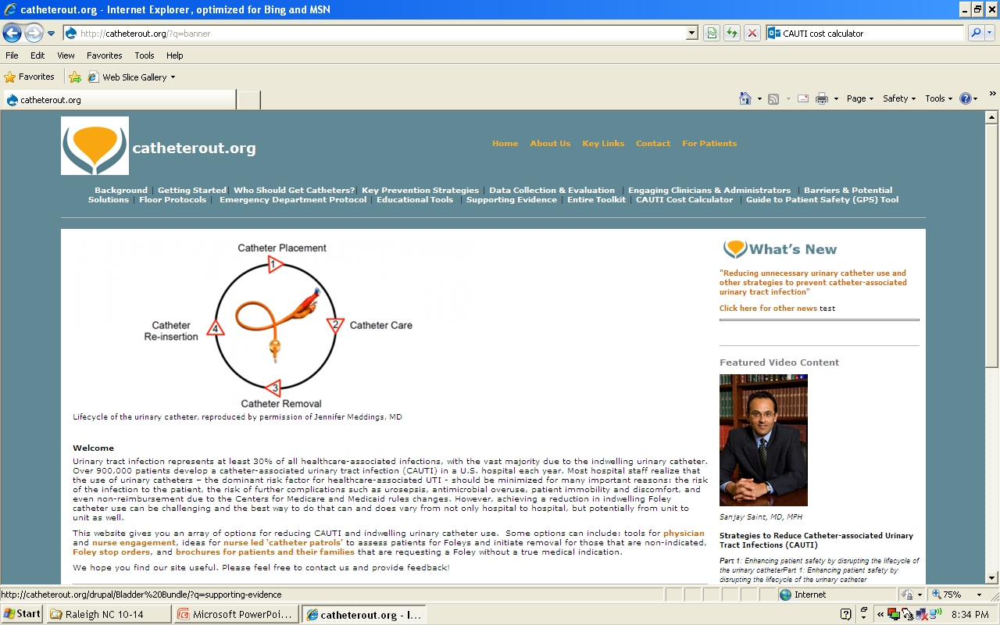 catheterout.org - Internet Explorer, optimized for Bing and MSN
http://catheterout.org/?q=banner
CAUTI cost calculator
File Edit View Favorites Tools Help
Favorites Web Slice Gallery
catheterout.org
Page Safety Tools
catheterout.org
Home About Us Key Links Contact For Patients
Background | Getting Started | Who Should Get Catheters? | Key Prevention Strategies | Data Collection & Evaluation | Engaging Clinicians & Administrators | Barriers & Potential
Solutions | Floor Protocols | Emergency Department Protocol | Educational Tools | Supporting Evidence | Entire Toolkit | CAUTI Cost Calculator | Guide to Patient Safety (GPS) Tool
Catheter Placement
1
2
Catheter Care
3
Catheter Removal
4
Catheter
Re-insertion
Lifecycle of the urinary catheter, reproduced by permission of Jennifer Meddings, MD
Welcome
Urinary tract infection represents at least 30% of all healthcare-associated infections, with the vast majority due to the indwelling urinary catheter.
Over 900,000 patients develop a catheter-associated urinary tract infection (CAUTI) in a U.S. hospital each year. Most hospital staff realize that
the use of urinary catheters – the dominant risk factor for healthcare-associated UTI - should be minimized for many important reasons: the risk
of the infection to the patient, the risk of further complications such as urosepsis, antimicrobial overuse, patient immobility and discomfort, and
even non-reimbursement due to the Centers for Medicare and Medicaid rules changes. However, achieving a reduction in indwelling Foley
catheter use can be challenging and the best way to do that can and does vary from not only hospital to hospital, but potentially from unit to
unit as well.
This website gives you an array of options for reducing CAUTI and indwelling urinary catheter use. Some options can include: tools for physician
and nurse engagement, ideas for nurse led ‘catheter patrols’ to assess patients for Foleys and initiate removal for those that are non-indicated,
Foley stop orders, and brochures for patients and their families that are requesting a Foley without a true medical indication.
We hope you find our site useful. Please feel free to contact us and provide feedback!
What's New
"Reducing unnecessary urinary catheter use and
other strategies to prevent catheter-associated
urinary tract infection"
Click here for other news test
Featured Video Content
Sanjay Saint, MD, MPH
Strategies to Reduce Catheter-associated Urinary
Tract Infections (CAUTI)
Part 1: Enhancing patient safety by disrupting the lifecycle of
the urinary catheterPart 1: Enhancing patient safety by
disrupting the lifecycle of the urinary catheter
http://catheterout.org/drupal/Bladder%20Bundle/?q=supporting-evidence
Internet
75%
Start
Raleigh NC 10-14
Microsoft PowerPoi...
catheterout.org - I...
8:34 PM